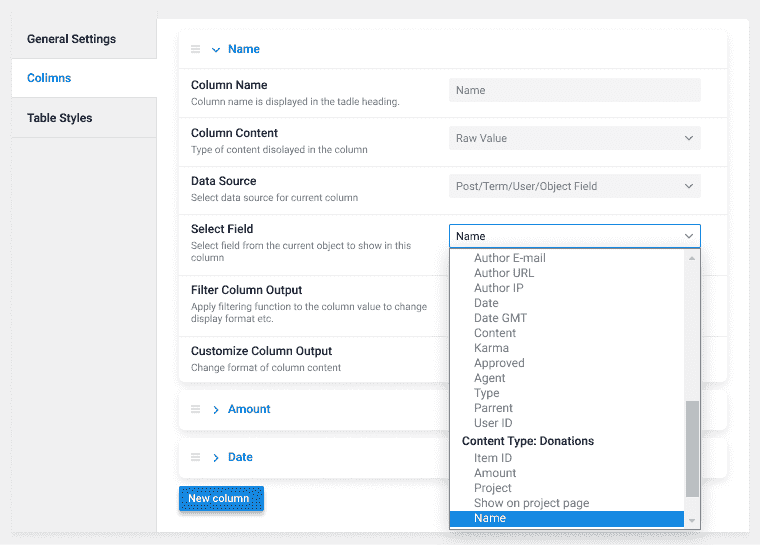 General Settings
Colimns
Table Styles
Name
Column Name
Column name is displayed in the tadle heading.
Name
Column Content
Type of content disolayed in the column
Raw Value
Data Source
Select data source for current column
Post/Term/User/Object Field
Select Field
Select field from the current object to show in this
column
Name
Author E-mail
Author URL
Author IP
Date
Date GMT
Content
Karma
Approved
Agent
Type
Parrent
User ID
Content Type: Donations
Item ID
Amount
Project
Show on project page
Name
Filter Column Output
Apply filtering function to the column value to change
display format etc.
Customize Column Output
Change format of column content
Amount
Date
New column